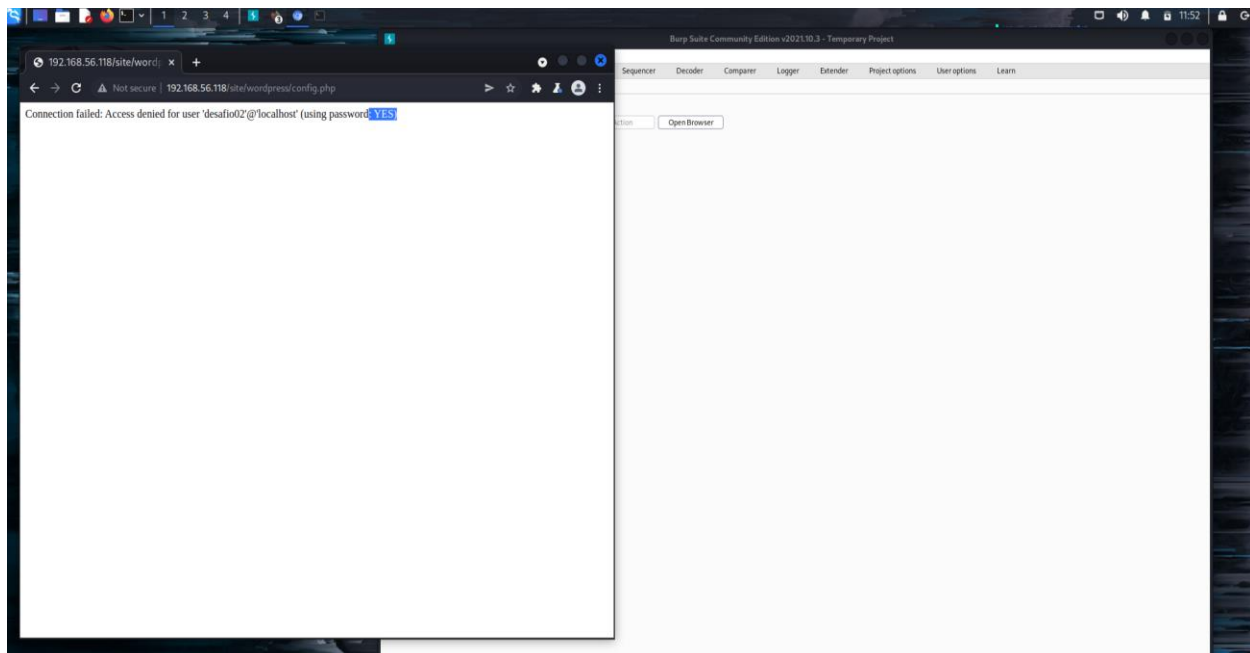 1 2 3 4
11:52
Burp Suite Community Edition v2021.10.3 - Temporary Project
192.168.56.118/site/word
Sequencer Decoder Comparer Logger Extender Project options User options Learn
Not secure 192.168.56.118/site/wordpress/config.php
Connection failed: Access denied for user 'desafio02'@'localhost' (using password: YES)
Open Browser